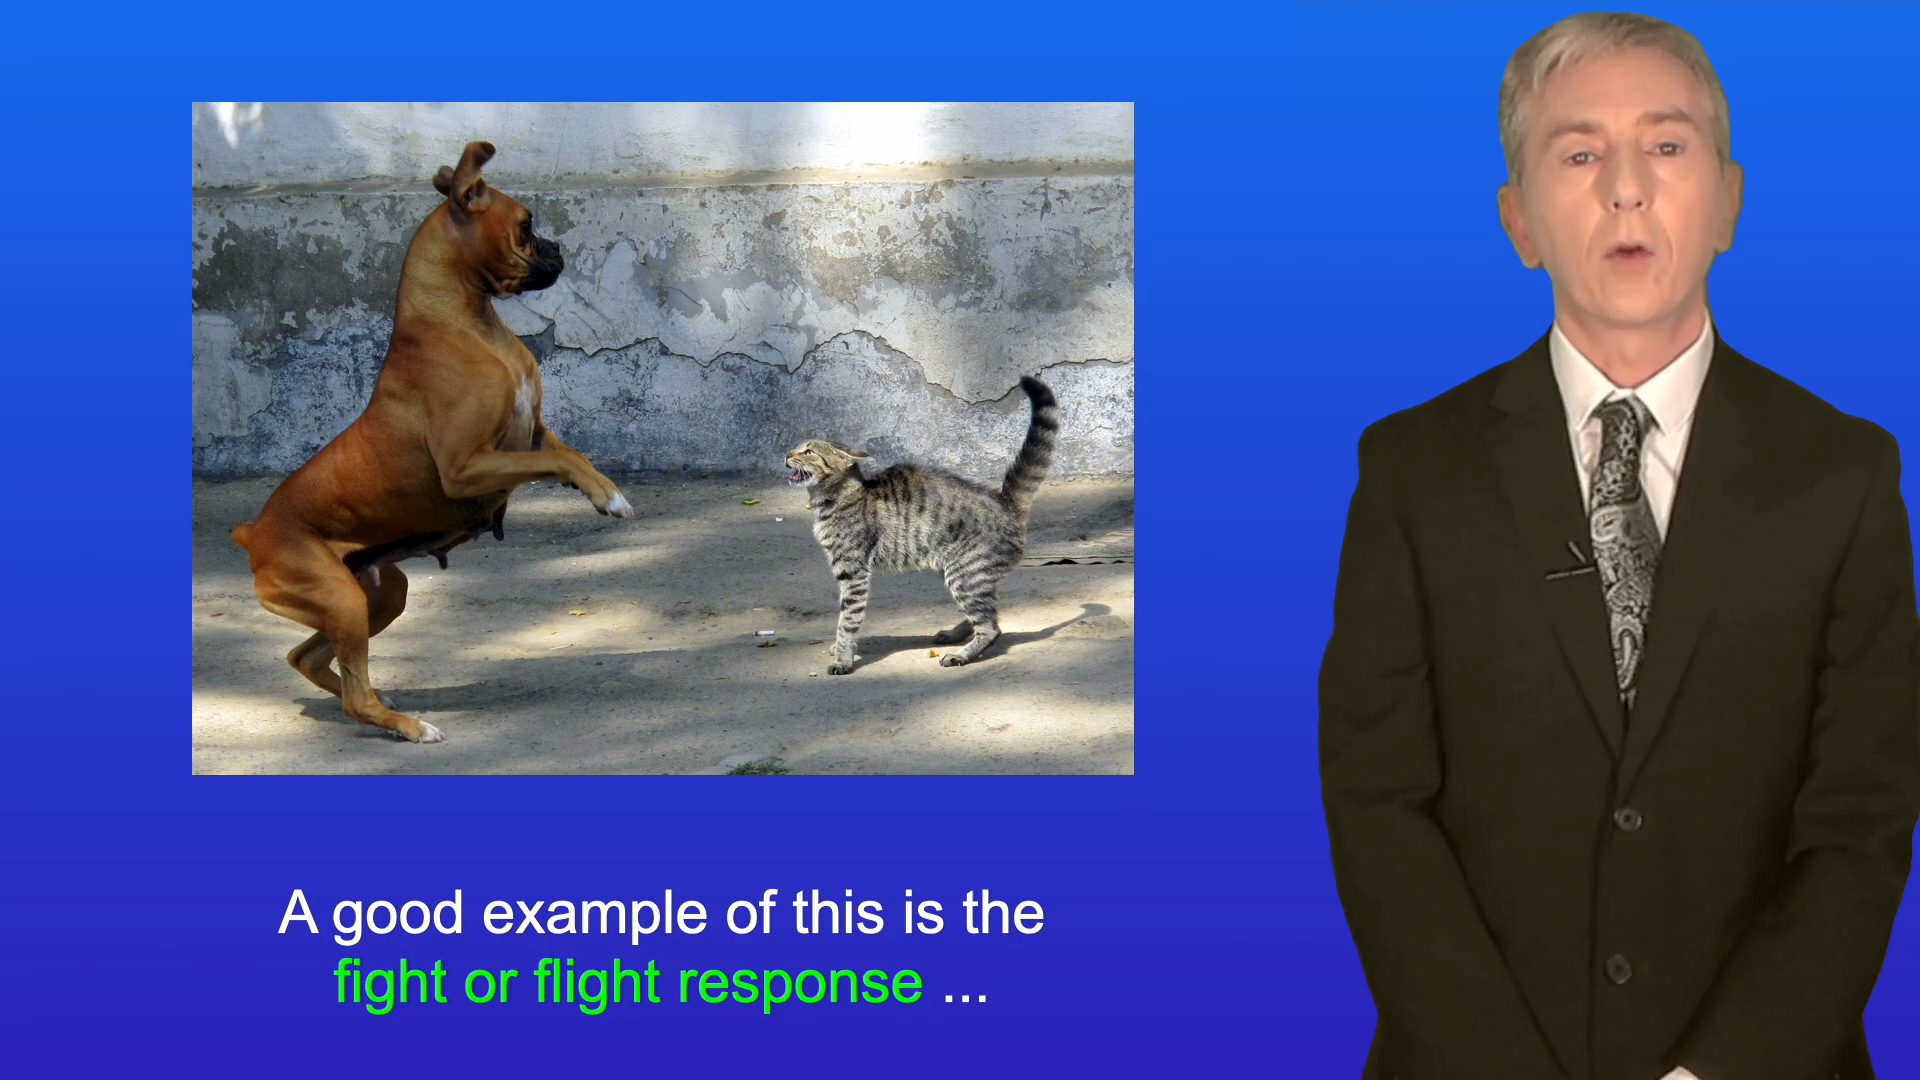 A good example of this is the
fight or flight response ...